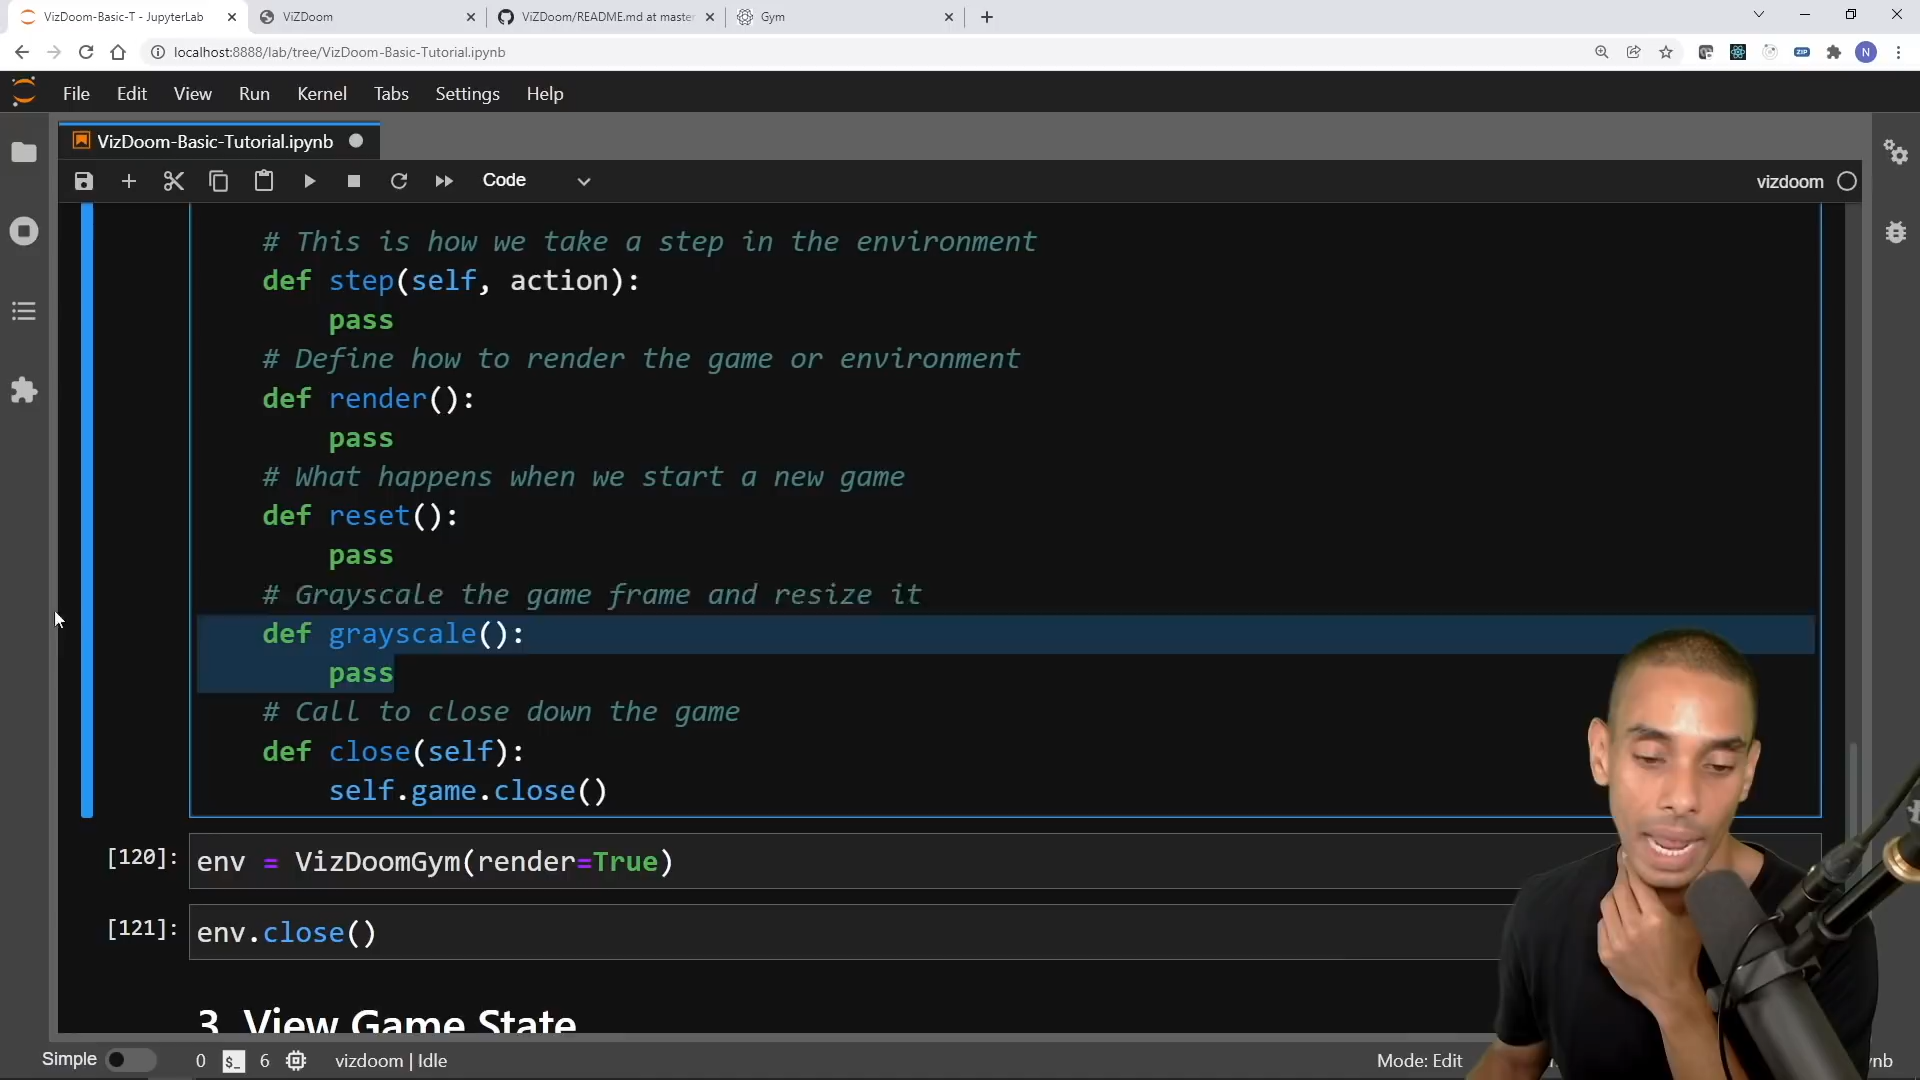 VizDoom-Basic-T - JupyterLab
ViZDoom
ViZDoom/README.md at master
Gym
localhost:8888/lab/tree/VizDoom-Basic-Tutorial.ipynb
ZIP
N
File Edit View Run Kernel Tabs Settings Help
VizDoom-Basic-Tutorial.ipynb
Code
vizdoom
# This is how we take a step in the environment
def step(self, action):
pass
# Define how to render the game or environment
def render():
pass
# What happens when we start a new game
def reset():
pass
# Grayscale the game frame and resize it
def grayscale():
pass
# Call to close down the game
def close(self):
self.game.close()
[120]: env = VizDoomGym(render=True)
[121]: env.close()
3. View Game State
Simple 0 $_ 6 vizdoom | Idle Mode: Edit nb